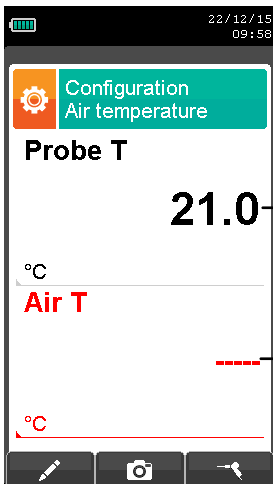 22/12/15
09:58
Configuration
Air temperature
Probe T
21.0
°C
Air T
-----
°C